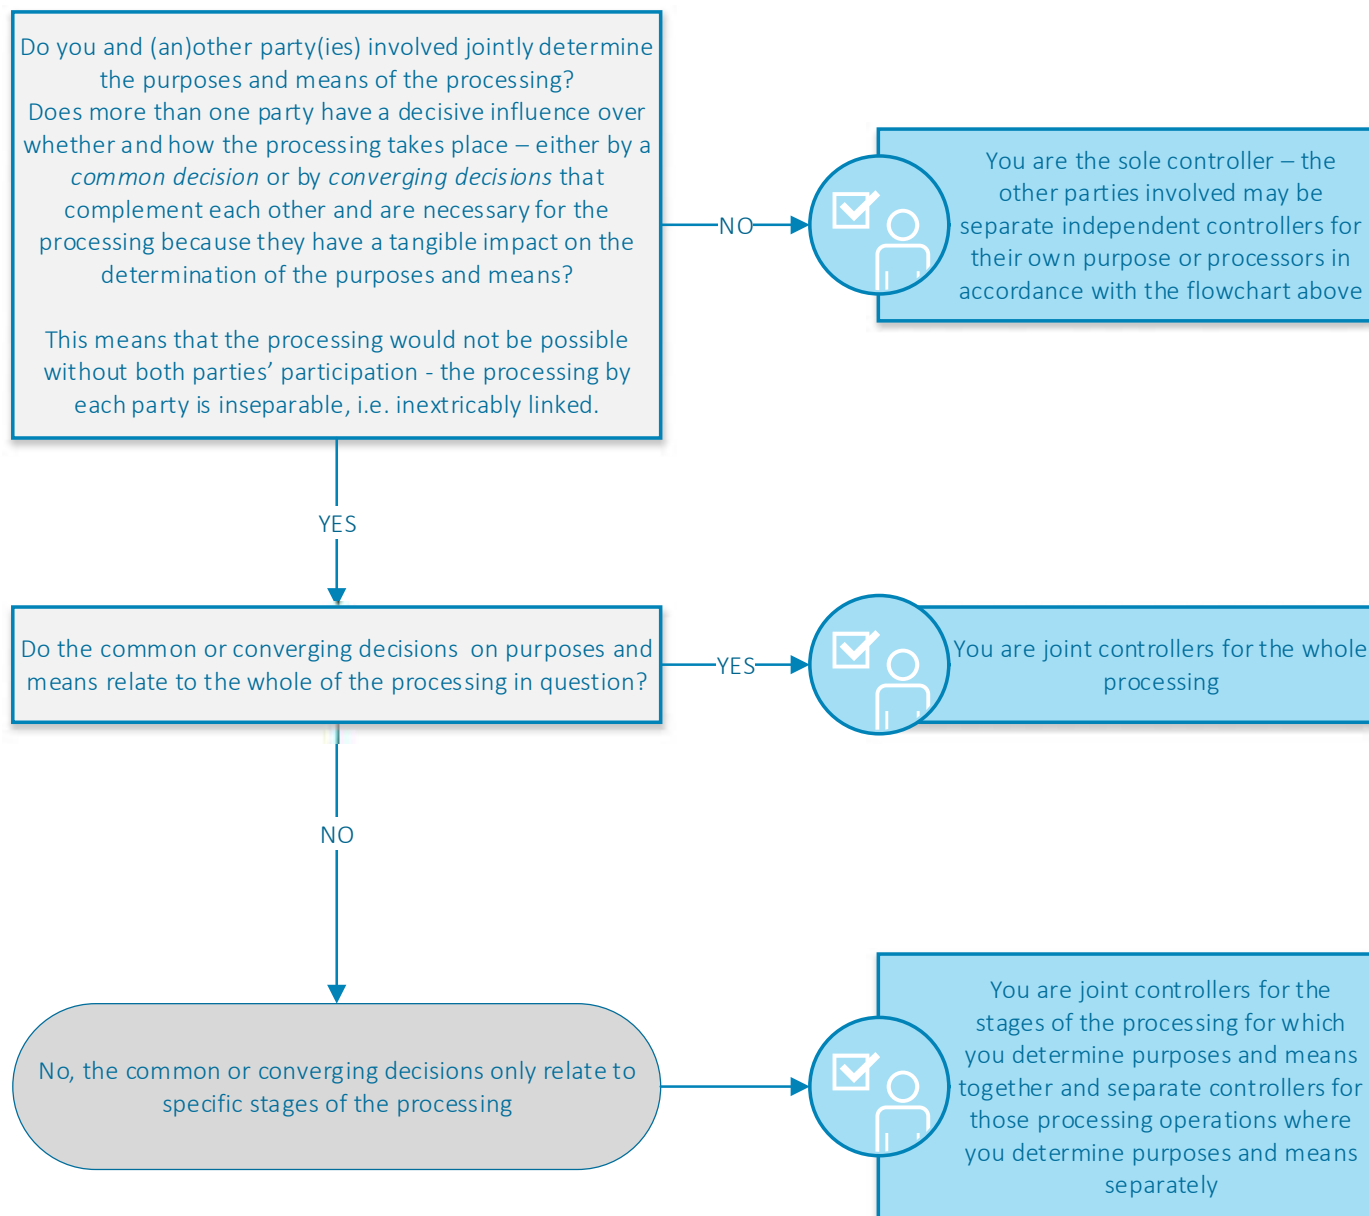 Do you and (an)other party(ies) involved jointly determine
the purposes and means of the processing?
Does more than one party have a decisive influence over
whether and how the processing takes place – either by a
common decision or by converging decisions that
complement each other and are necessary for the
processing because they have a tangible impact on the
determination of the purposes and means?
This means that the processing would not be possible
without both parties’ participation - the processing by
each party is inseparable, i.e. inextricably linked.
NO
You are the sole controller – the
other parties involved may be
separate independent controllers for
their own purpose or processors in
accordance with the flowchart above
YES
Do the common or converging decisions on purposes and
means relate to the whole of the processing in question?
YES
You are joint controllers for the whole
processing
NO
No, the common or converging decisions only relate to
specific stages of the processing
You are joint controllers for the
stages of the processing for which
you determine purposes and means
together and separate controllers for
those processing operations where
you determine purposes and means
separately